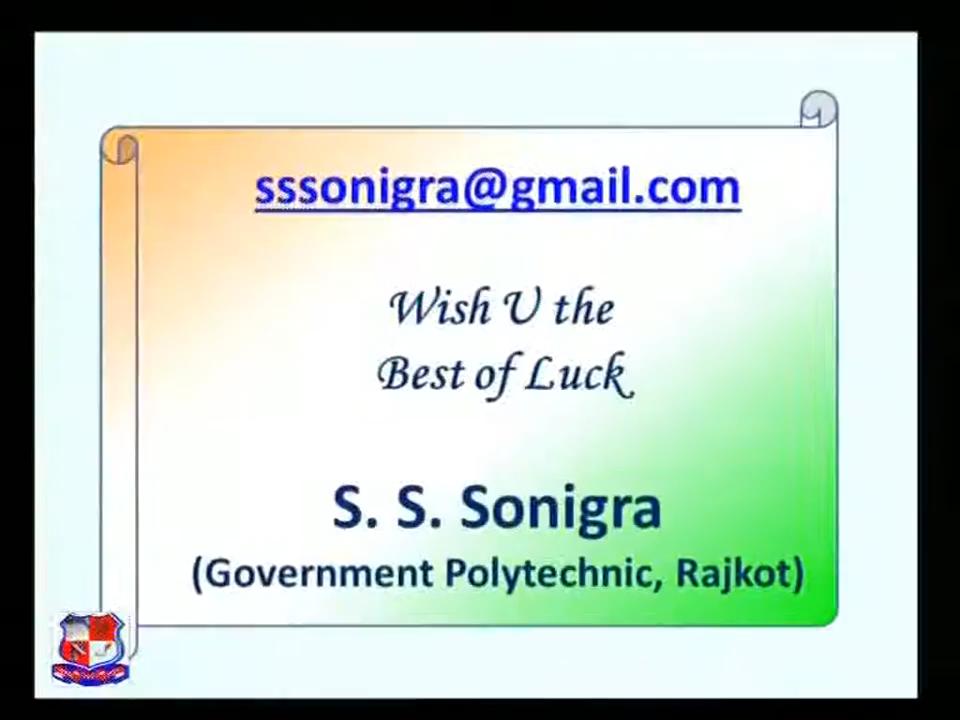 sssonigra@gmail.com
Wish U the
Best of Luck
S. S. Sonigra
(Government Polytechnic, Rajkot)